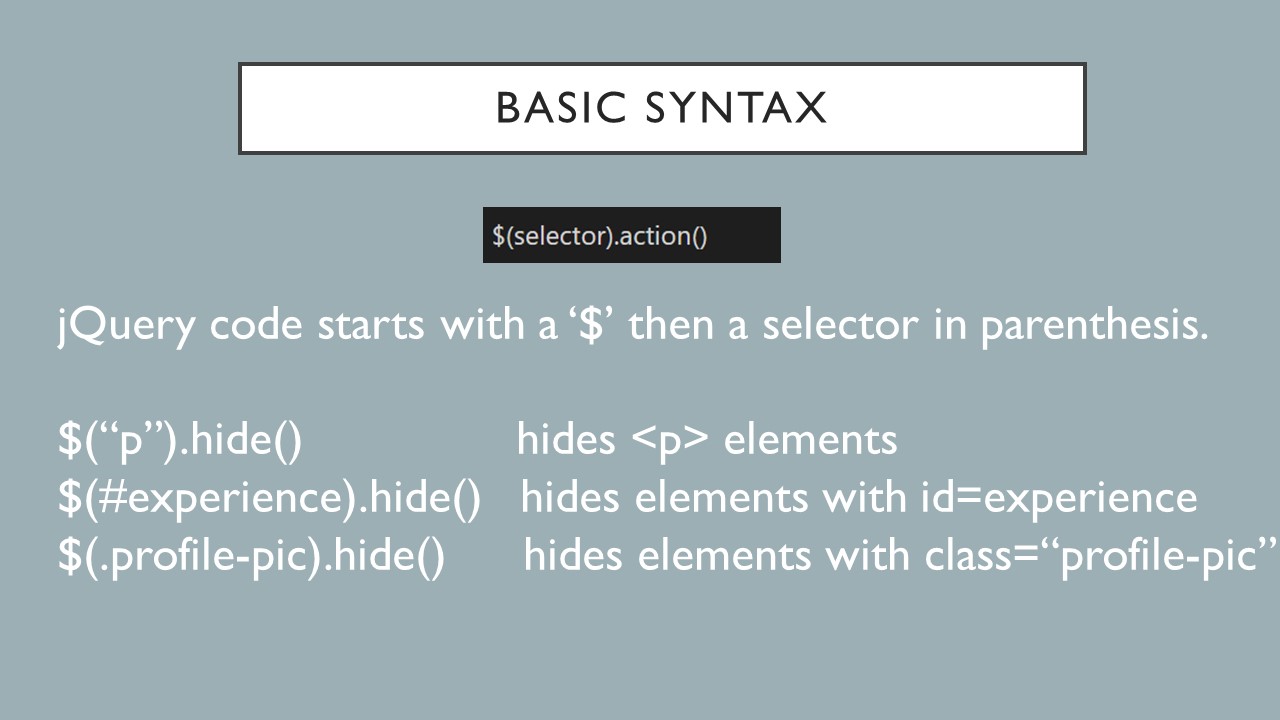 BASIC SYNTAX
$(selector).action()
jQuery code starts with a ‘$’ then a selector in parenthesis.
$(“p”).hide() hides <p> elements
$(#experience).hide() hides elements with id=experience
$(.profile-pic).hide() hides elements with class=“profile-pic”